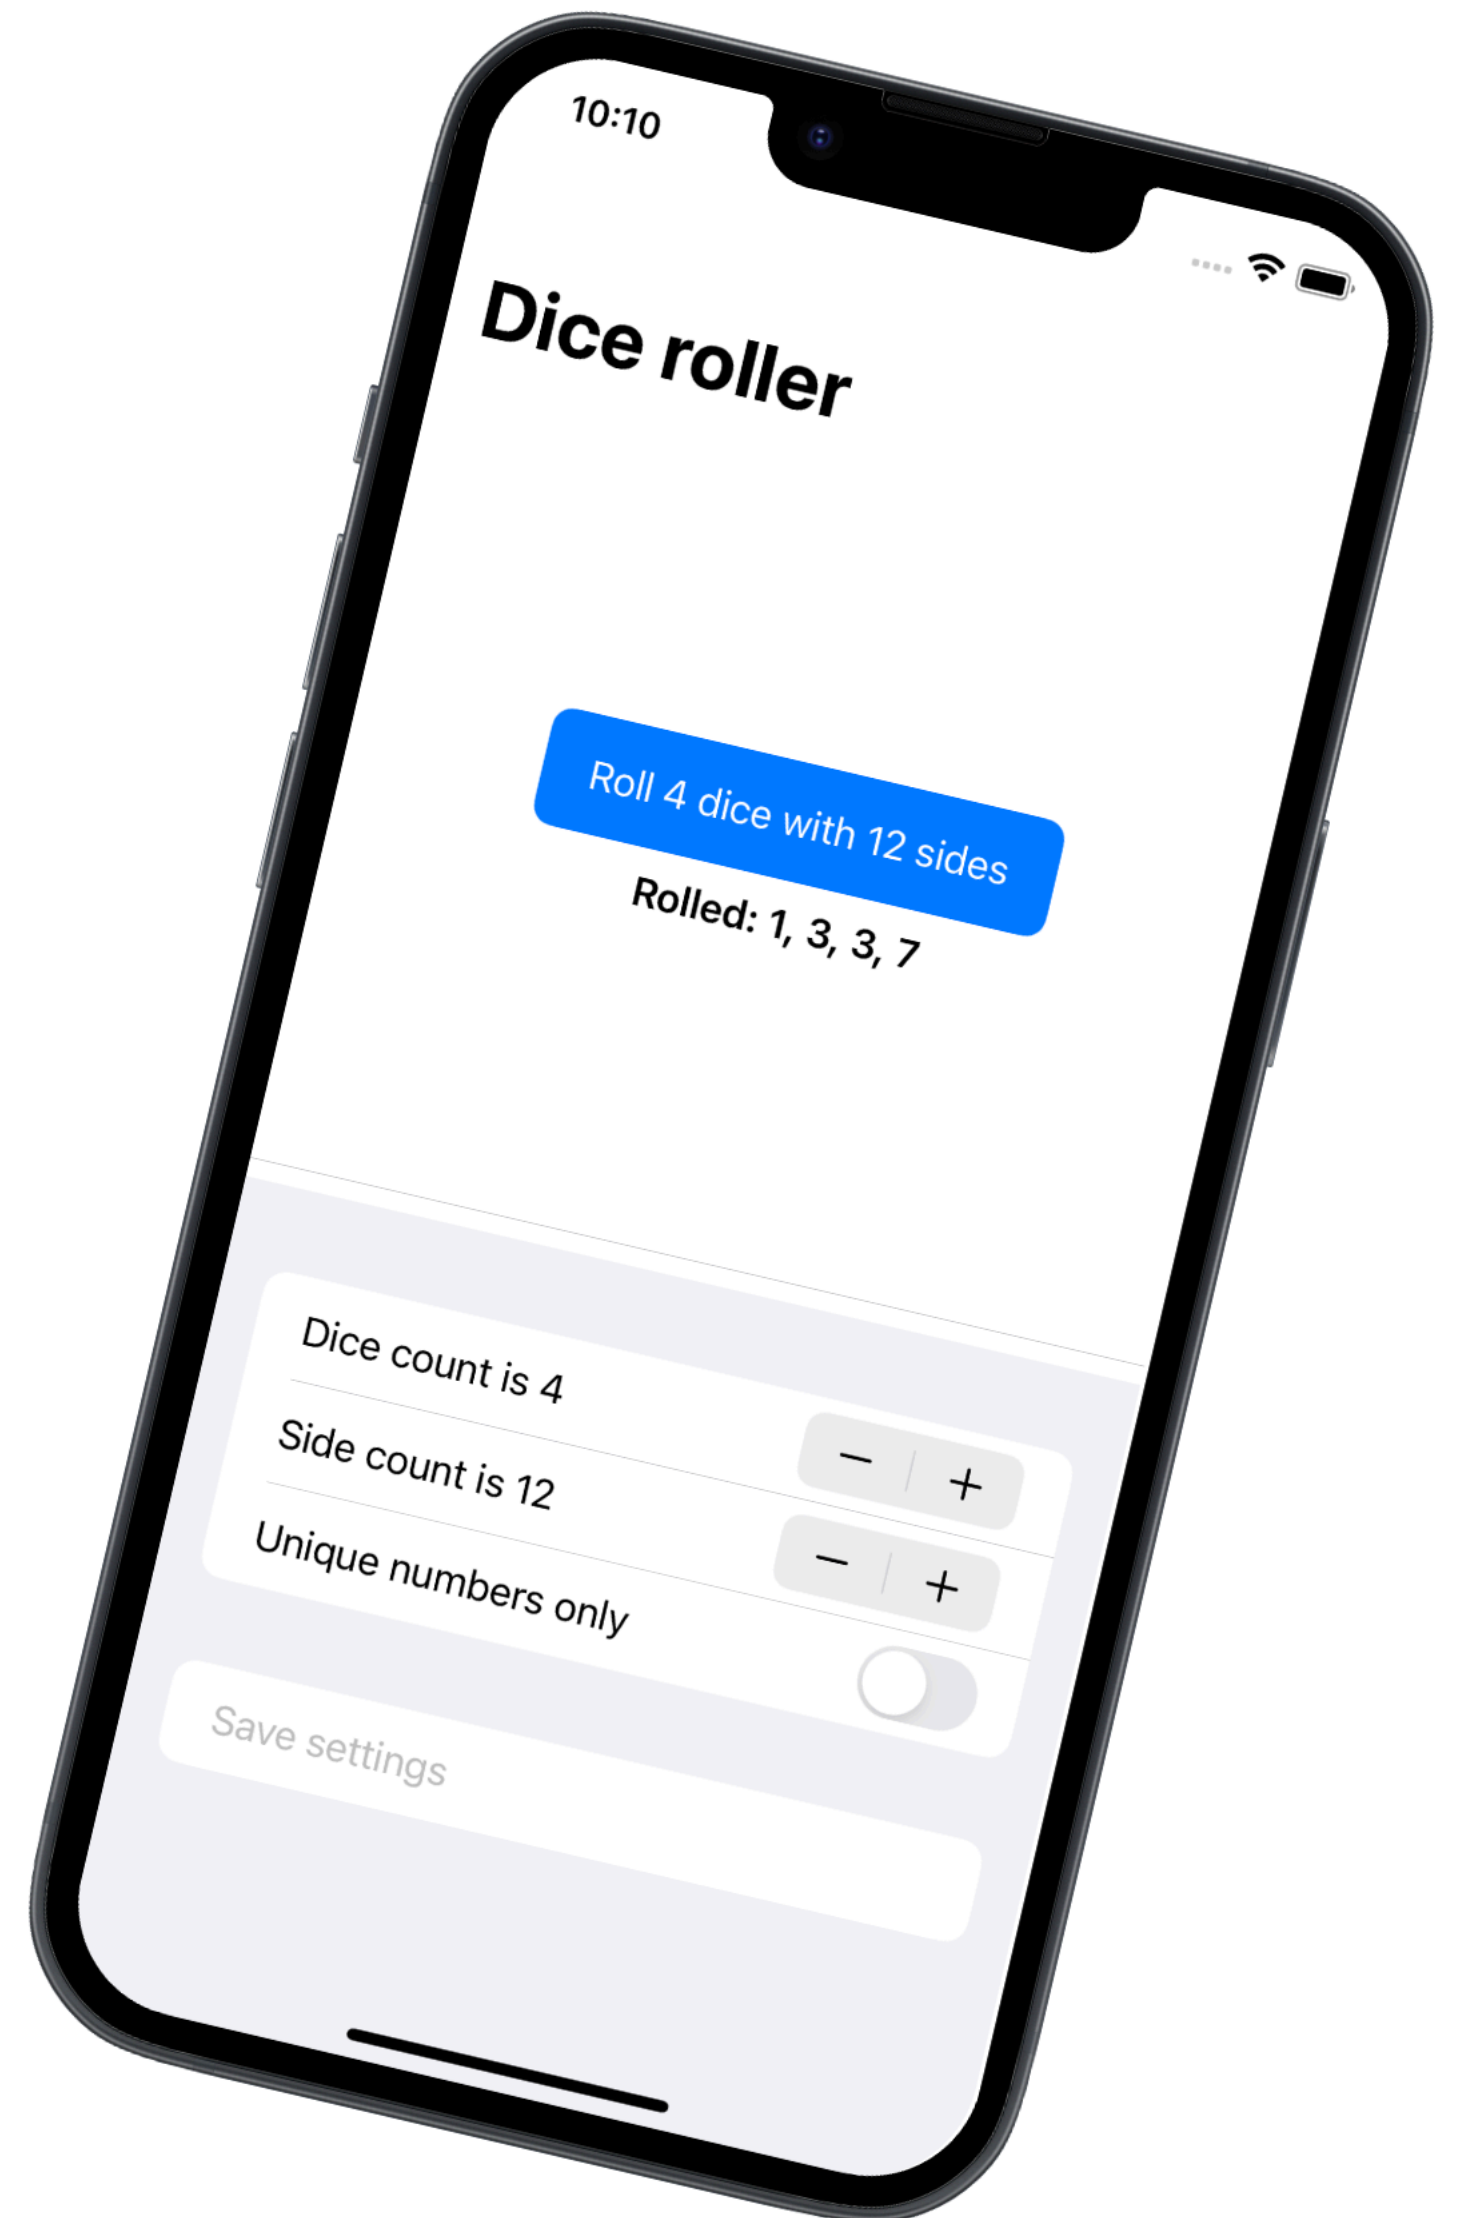 10:10
Dice roller
Roll 4 dice with 12 sides
Rolled: 1, 3, 3, 7
Dice count is 4
Side count is 12
Unique numbers only
Save settings